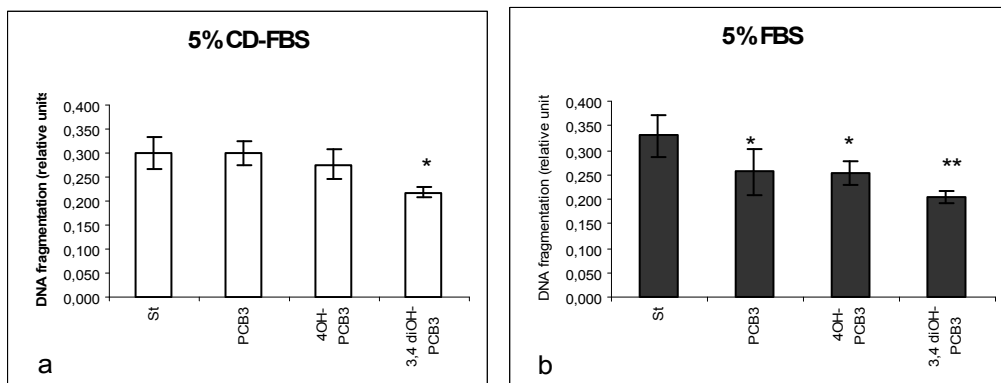 5% CD-FBS
DNA fragmentation (relative units
0,400
0,350
0,300
0,250
0,200
0,150
0,100
0,050
0,000
*
St
PCB3
4OH-
PCB3
3,4 diOH-
PCB3
a
5% FBS
DNA fragmentation (relative unit
0,400
0,350
0,300
0,250
0,200
0,150
0,100
0,050
0,000
*
*
**
St
PCB3
4OH-
PCB3
3,4 diOH-
PCB3
b